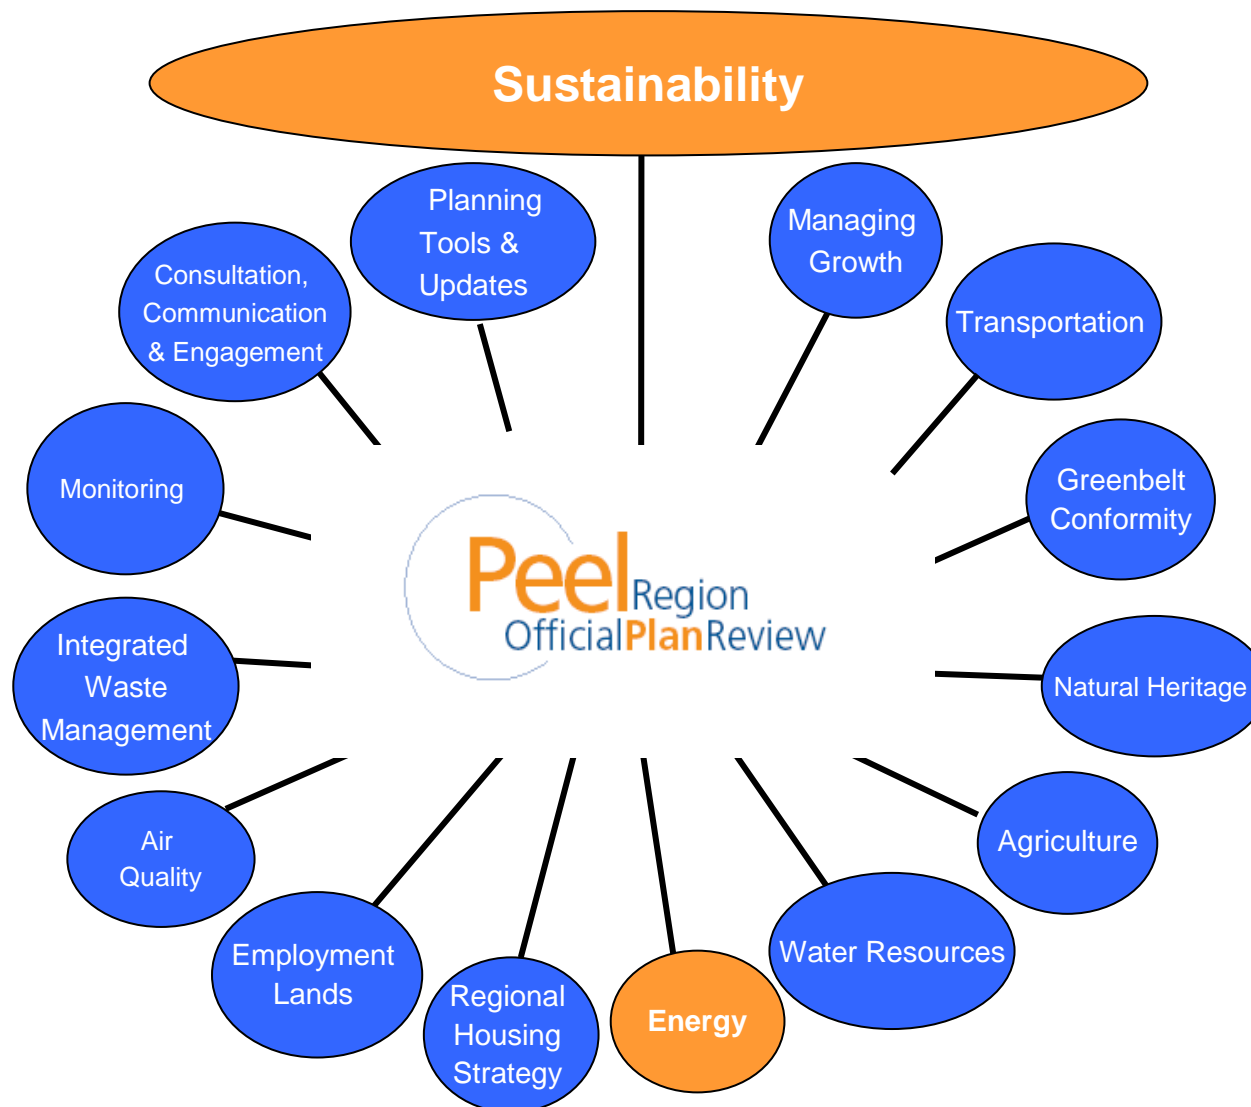 Sustainability
Planning
Tools &
Updates
Managing
Growth
Consultation,
Communication
& Engagement
Transportation
Monitoring
Greenbelt
Conformity
Peel Region
Official Plan Review
Integrated
Waste
Management
Natural Heritage
Air
Quality
Agriculture
Employment
Lands
Water Resources
Regional
Housing
Strategy
Energy